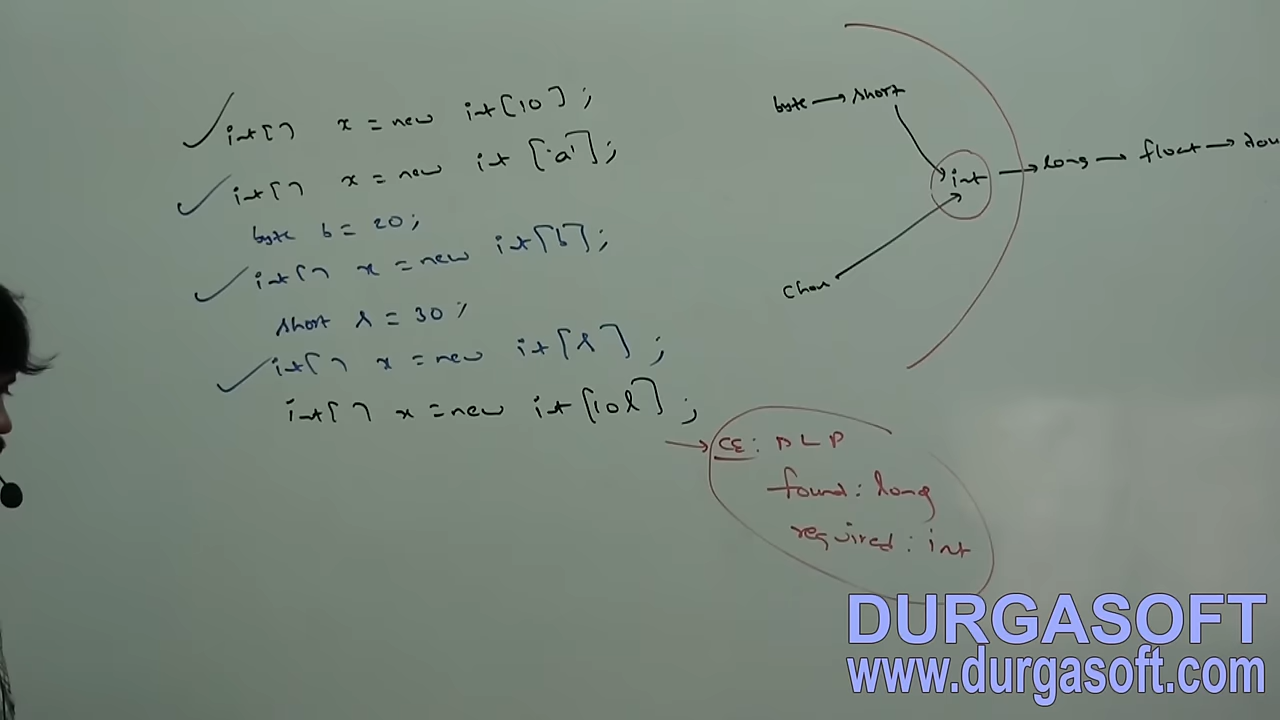 int[] x = new int[10];
int[] x = new int['a'];
byte b = 20;
int[] x = new int[b];
short s = 30;
int[] x = new int[s];
int[] x = new int[10l];
byte → short
int → long → float → dou
char
CE: PLP
found: long
required: int
DURGASOFT
www.durgasoft.com